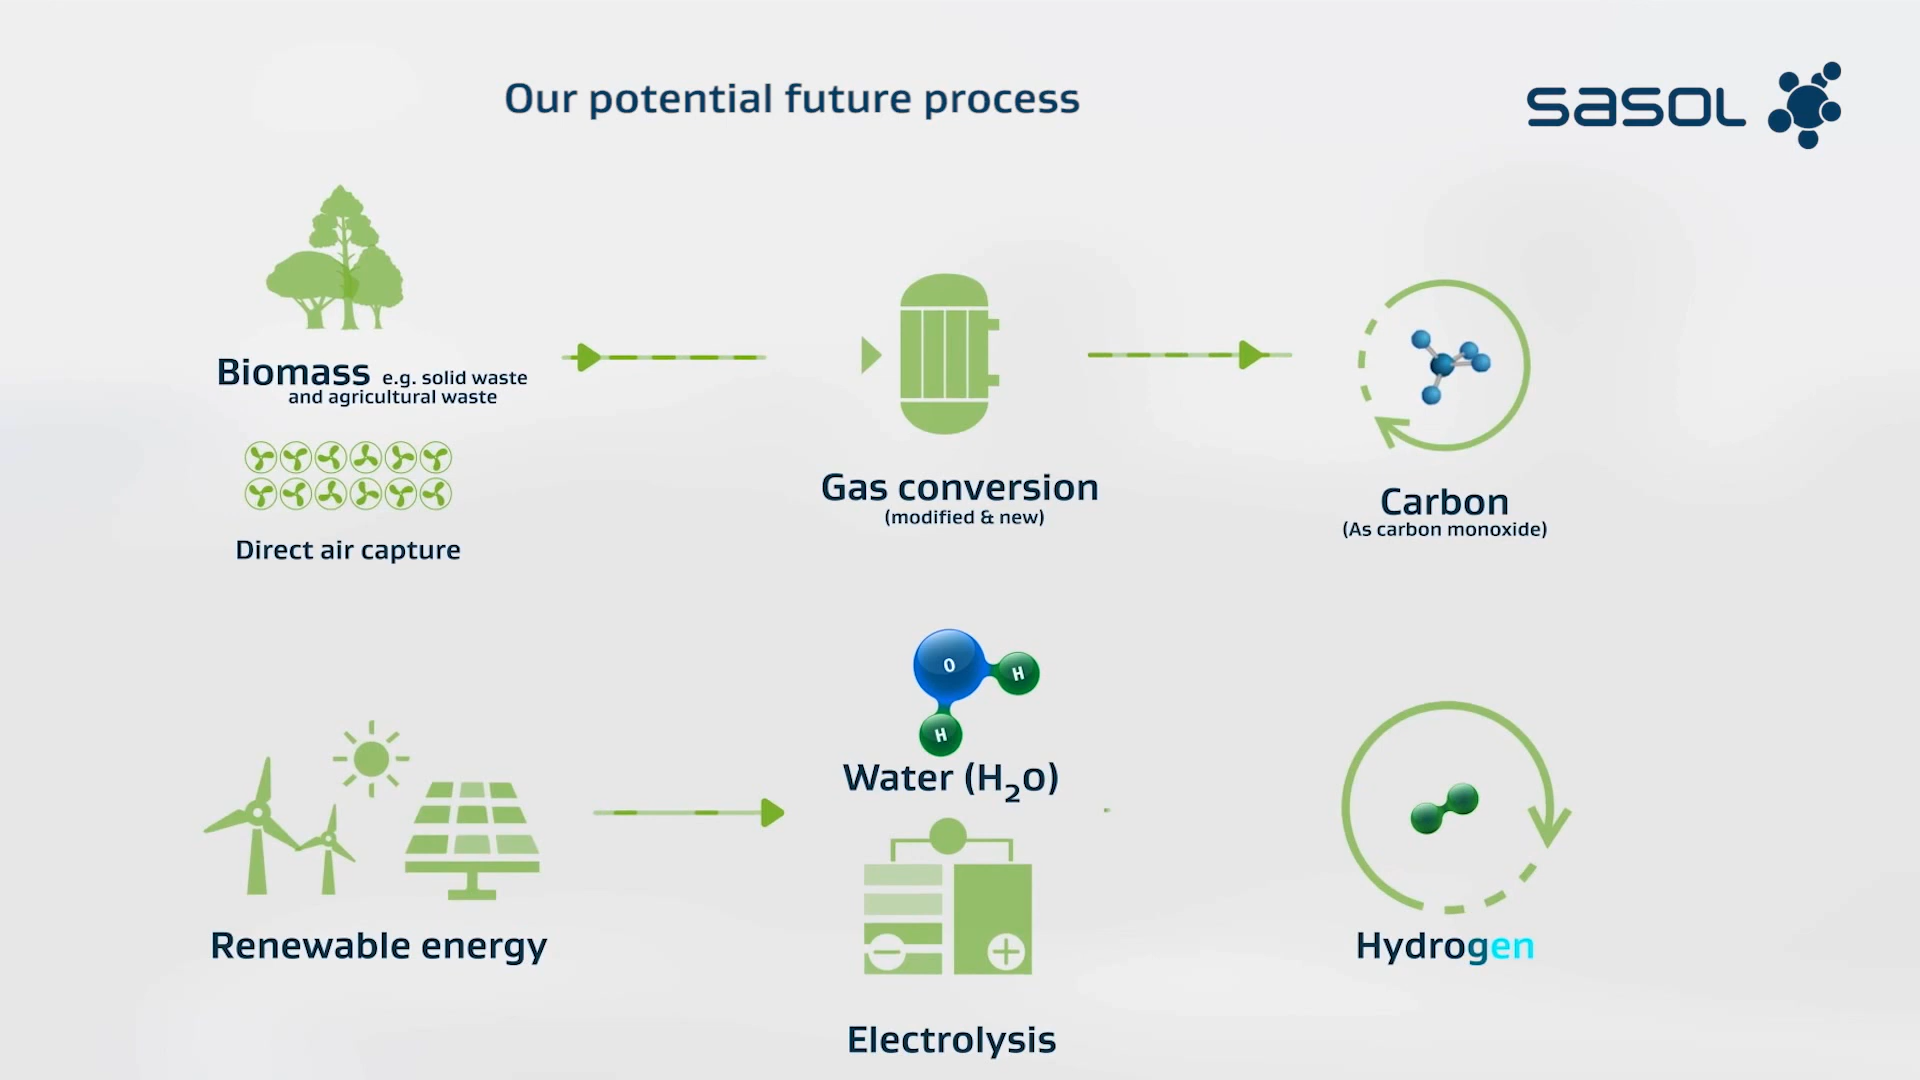 Our potential future process
sasol
Biomass e.g. solid waste
and agricultural waste
Direct air capture
Gas conversion
(modified & new)
Carbon
(As carbon monoxide)
O
H
H
Water (H₂O)
Renewable energy
Electrolysis
Hydrogen